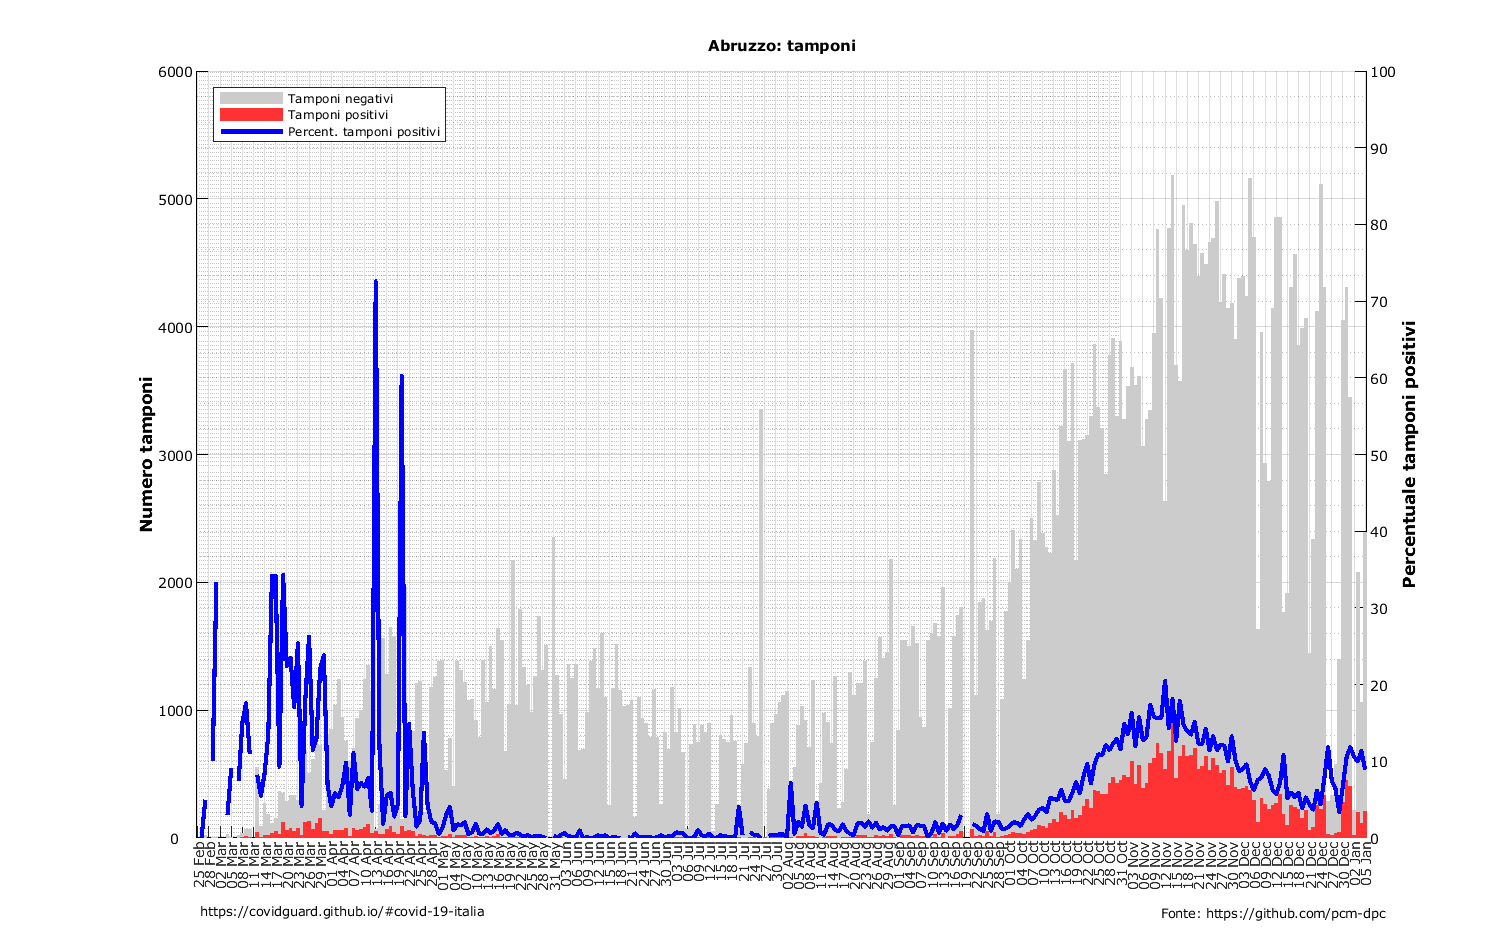 Abruzzo: tamponi
6000
5000
4000
3000
2000
1000
0
Numero tamponi
Tamponi negativi
Tamponi positivi
Percent. tamponi positivi
100
90
80
70
60
50
40
30
20
10
0
Percentuale tamponi positivi
25 Feb
28 Feb
02 Mar
05 Mar
08 Mar
11 Mar
14 Mar
17 Mar
20 Mar
23 Mar
26 Mar
29 Mar
01 Apr
04 Apr
07 Apr
10 Apr
13 Apr
16 Apr
19 Apr
22 Apr
25 Apr
28 Apr
01 May
04 May
07 May
10 May
13 May
16 May
19 May
22 May
25 May
28 May
31 May
03 Jun
06 Jun
09 Jun
12 Jun
15 Jun
18 Jun
21 Jun
24 Jun
27 Jun
30 Jun
03 Jul
06 Jul
09 Jul
12 Jul
15 Jul
18 Jul
21 Jul
24 Jul
27 Jul
30 Jul
02 Aug
05 Aug
08 Aug
11 Aug
14 Aug
17 Aug
20 Aug
23 Aug
26 Aug
29 Aug
01 Sep
04 Sep
07 Sep
10 Sep
13 Sep
16 Sep
19 Sep
22 Sep
25 Sep
28 Sep
01 Oct
04 Oct
07 Oct
10 Oct
13 Oct
16 Oct
19 Oct
22 Oct
25 Oct
28 Oct
31 Oct
03 Nov
06 Nov
09 Nov
12 Nov
15 Nov
18 Nov
21 Nov
24 Nov
27 Nov
30 Nov
03 Dec
06 Dec
09 Dec
12 Dec
15 Dec
18 Dec
21 Dec
24 Dec
27 Dec
30 Dec
02 Jan
05 Jan
https://covidguard.github.io/#covid-19-italia
Fonte: https://github.com/pcm-dpc